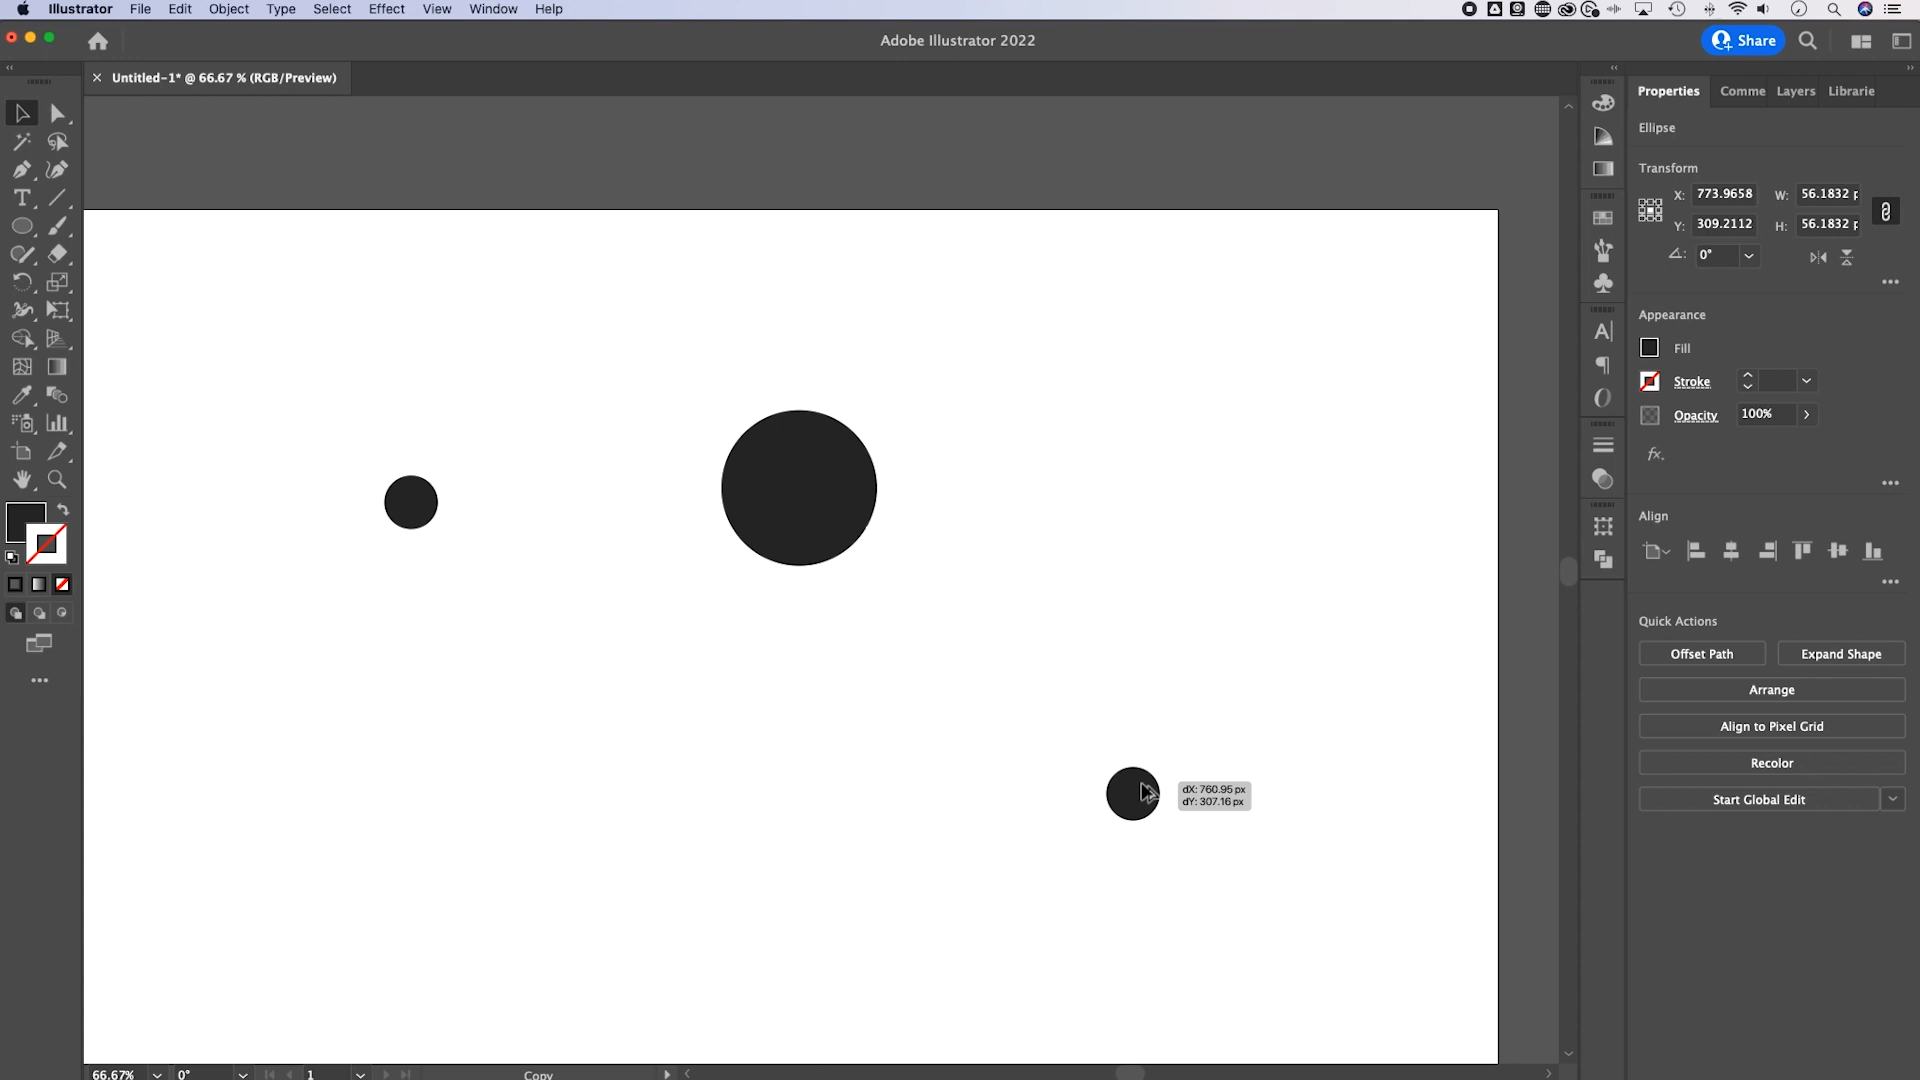 Illustrator File Edit Object Type Select Effect View Window Help
Adobe Illustrator 2022
Share
Untitled-1* @ 66.67 % (RGB/Preview)
Properties Comme Layers Librarie
Ellipse
Transform
X: 773.9658 W: 56.1832 p
Y: 309.2112 H: 56.1832 p
0°
Appearance
Fill
Stroke
Opacity 100%
fx.
Align
Quick Actions
Offset Path Expand Shape
Arrange
Align to Pixel Grid
Recolor
Start Global Edit
dX: 760.95 px
dY: 307.16 px
66.67% 0° 1 Copy